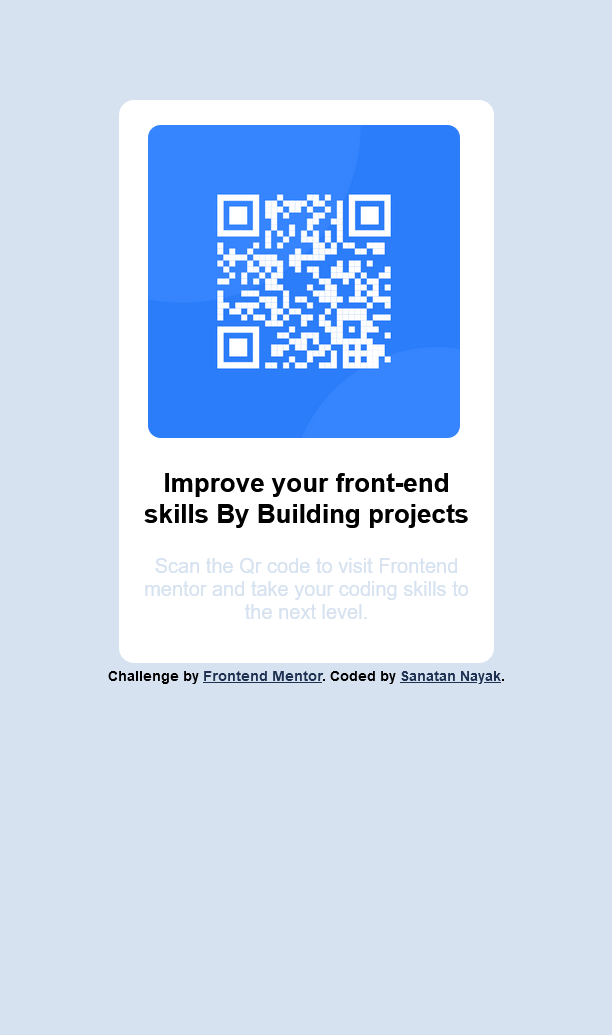 Improve your front-end
skills By Building projects
Scan the Qr code to visit Frontend
mentor and take your coding skills to
the next level.
Challenge by Frontend Mentor. Coded by Sanatan Nayak.